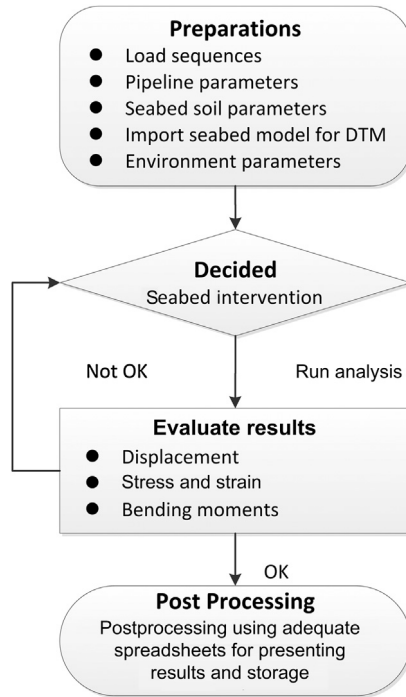 Preparations
● Load sequences
● Pipeline parameters
● Seabed soil parameters
● Import seabed model for DTM
● Environment parameters
Decided
Seabed intervention
Not OK
Run analysis
Evaluate results
● Displacement
● Stress and strain
● Bending moments
OK
Post Processing
Postprocessing using adequate
spreadsheets for presenting
results and storage